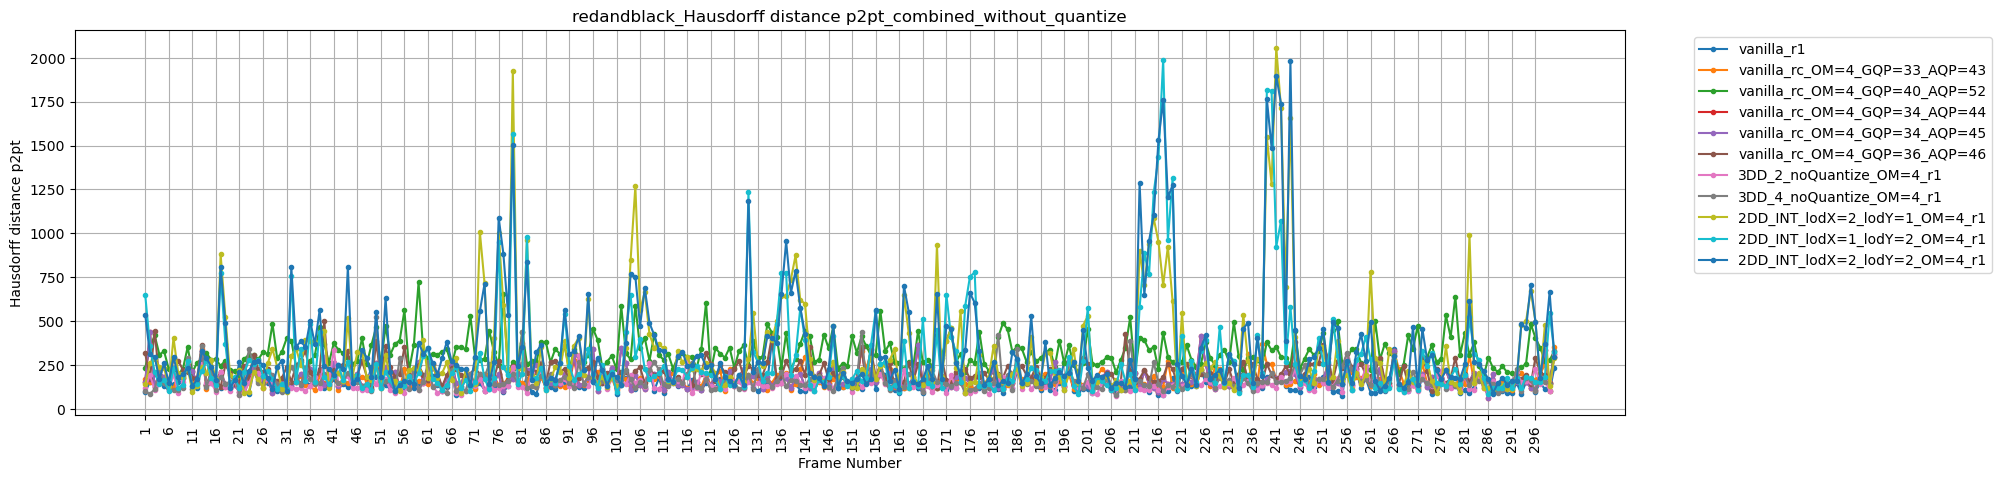 redandblack_Hausdorff distance p2pt_combined_without_quantize
Hausdorff distance p2pt
2000
1750
1500
1250
1000
750
500
250
0
1 6 11 16 21 26 31 36 41 46 51 56 61 66 71 76 81 86 91 96 101 106 111 116 121 126 131 136 141 146 151 156 161 166 171 176 181 186 191 196 201 206 211 216 221 226 231 236 241 246 251 256 261 266 271 276 281 286 291 296
Frame Number
vanilla_r1
vanilla_rc_OM=4_GQP=33_AQP=43
vanilla_rc_OM=4_GQP=40_AQP=52
vanilla_rc_OM=4_GQP=34_AQP=44
vanilla_rc_OM=4_GQP=34_AQP=45
vanilla_rc_OM=4_GQP=36_AQP=46
3DD_2_noQuantize_OM=4_r1
3DD_4_noQuantize_OM=4_r1
2DD_INT_lodX=2_lodY=1_OM=4_r1
2DD_INT_lodX=1_lodY=2_OM=4_r1
2DD_INT_lodX=2_lodY=2_OM=4_r1